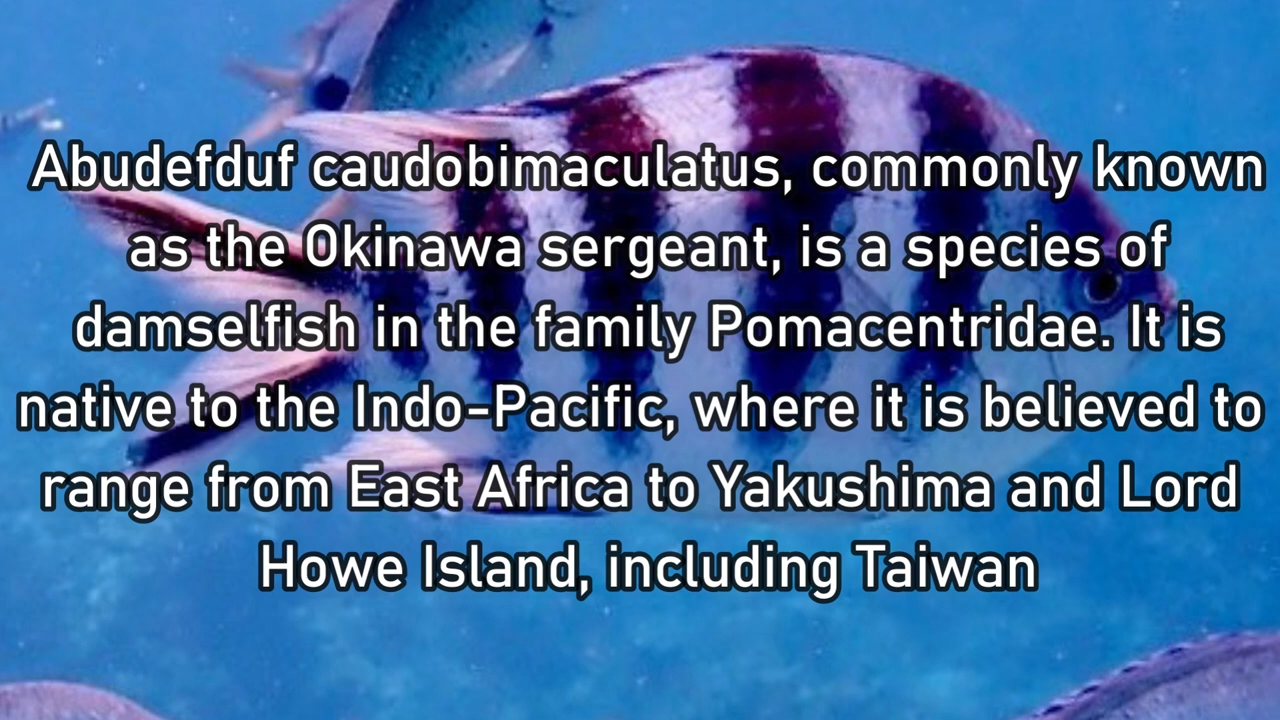 Abudefduf caudobimaculatus, commonly known
as the Okinawa sergeant, is a species of
damselfish in the family Pomacentridae. It is
native to the Indo-Pacific, where it is believed to
range from East Africa to Yakushima and Lord
Howe Island, including Taiwan